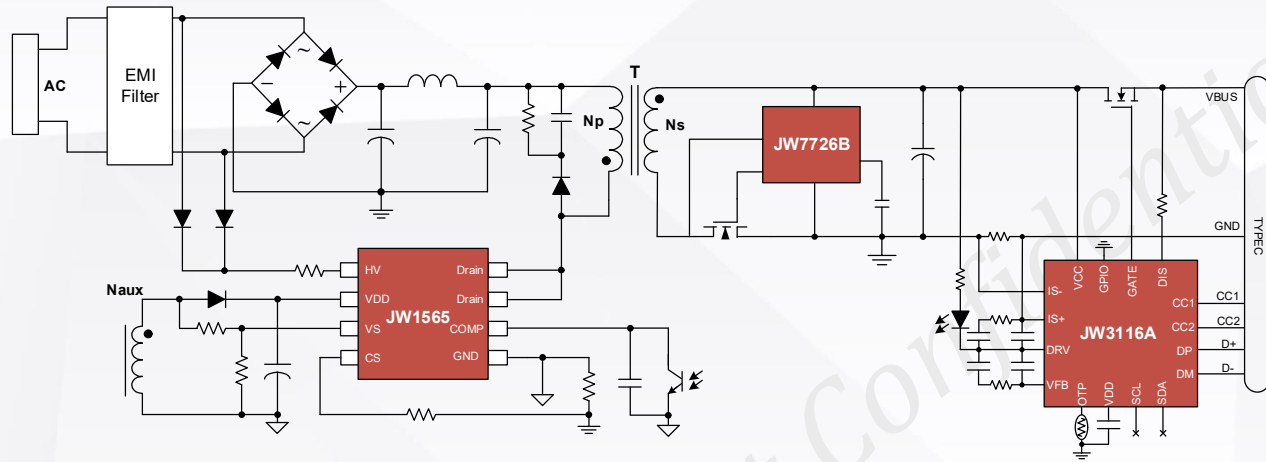 AC
EMI
Filter
~
−
+
~
T
Np
Ns
JW7726B
VBUS
GND
TYPEC
Naux
HV
VDD
VS
CS
JW1565
Drain
Drain
COMP
GND
VCC
GPIO
GATE
DIS
IS-
IS+
DRV
VFB
JW3116A
CC1
CC2
DP
DM
CC1
CC2
D+
D-
OTP
VDD
SCL
SDA